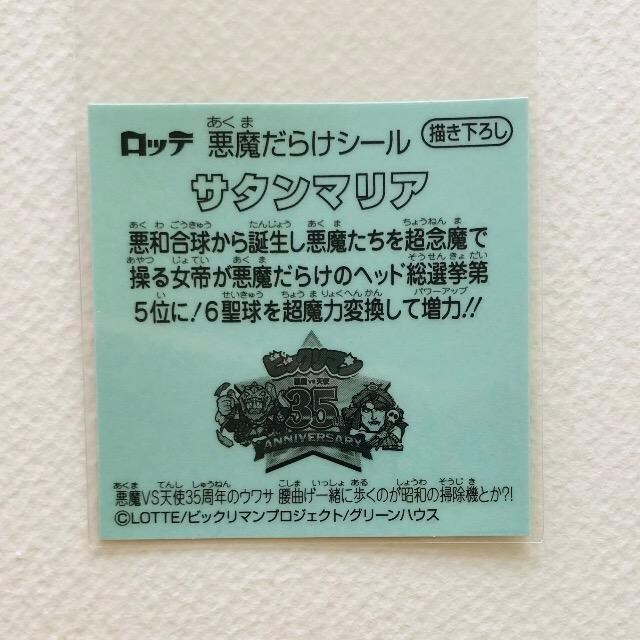 あくま
ロッテ 悪魔だらけシール 描き下ろし
サタンマリア
あく わ ごうきゅう たんじょう あく ま ちょうねん ま
悪和合球から誕生し悪魔たちを超念魔で
あやつ じょてい あくま そうせんきょ だい
操る女帝が悪魔だらけのヘッド総選挙第
い せいきゅう ちょう ま りょくへんかん パワーアップ
5位に!6聖球を超魔力変換して増力!!
ビックリマン
悪魔vs天使
35
ANNIVERSARY
あくま てんし しゅうねん こしま いっしょ ある しょうわ そうじ き
悪魔VS天使35周年のウワサ 腰曲げ一緒に歩くのが昭和の掃除機とか?!
©LOTTE/ビックリマンプロジェクト/グリーンハウス